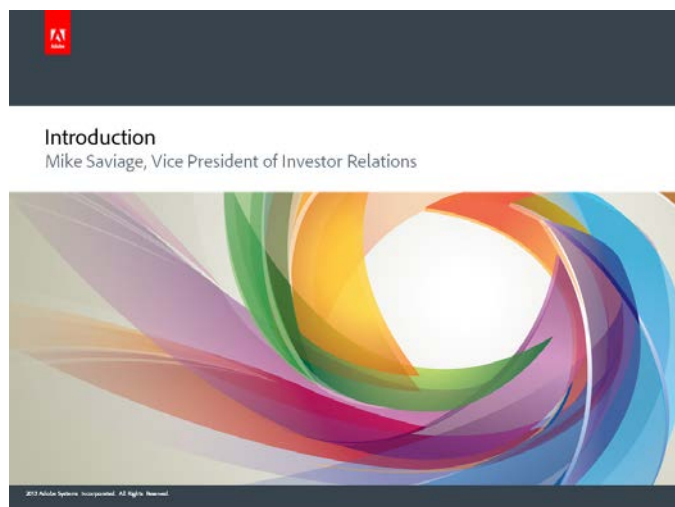 Adobe
Introduction
Mike Saviage, Vice President of Investor Relations
2013 Adobe Systems Incorporated. All Rights Reserved.